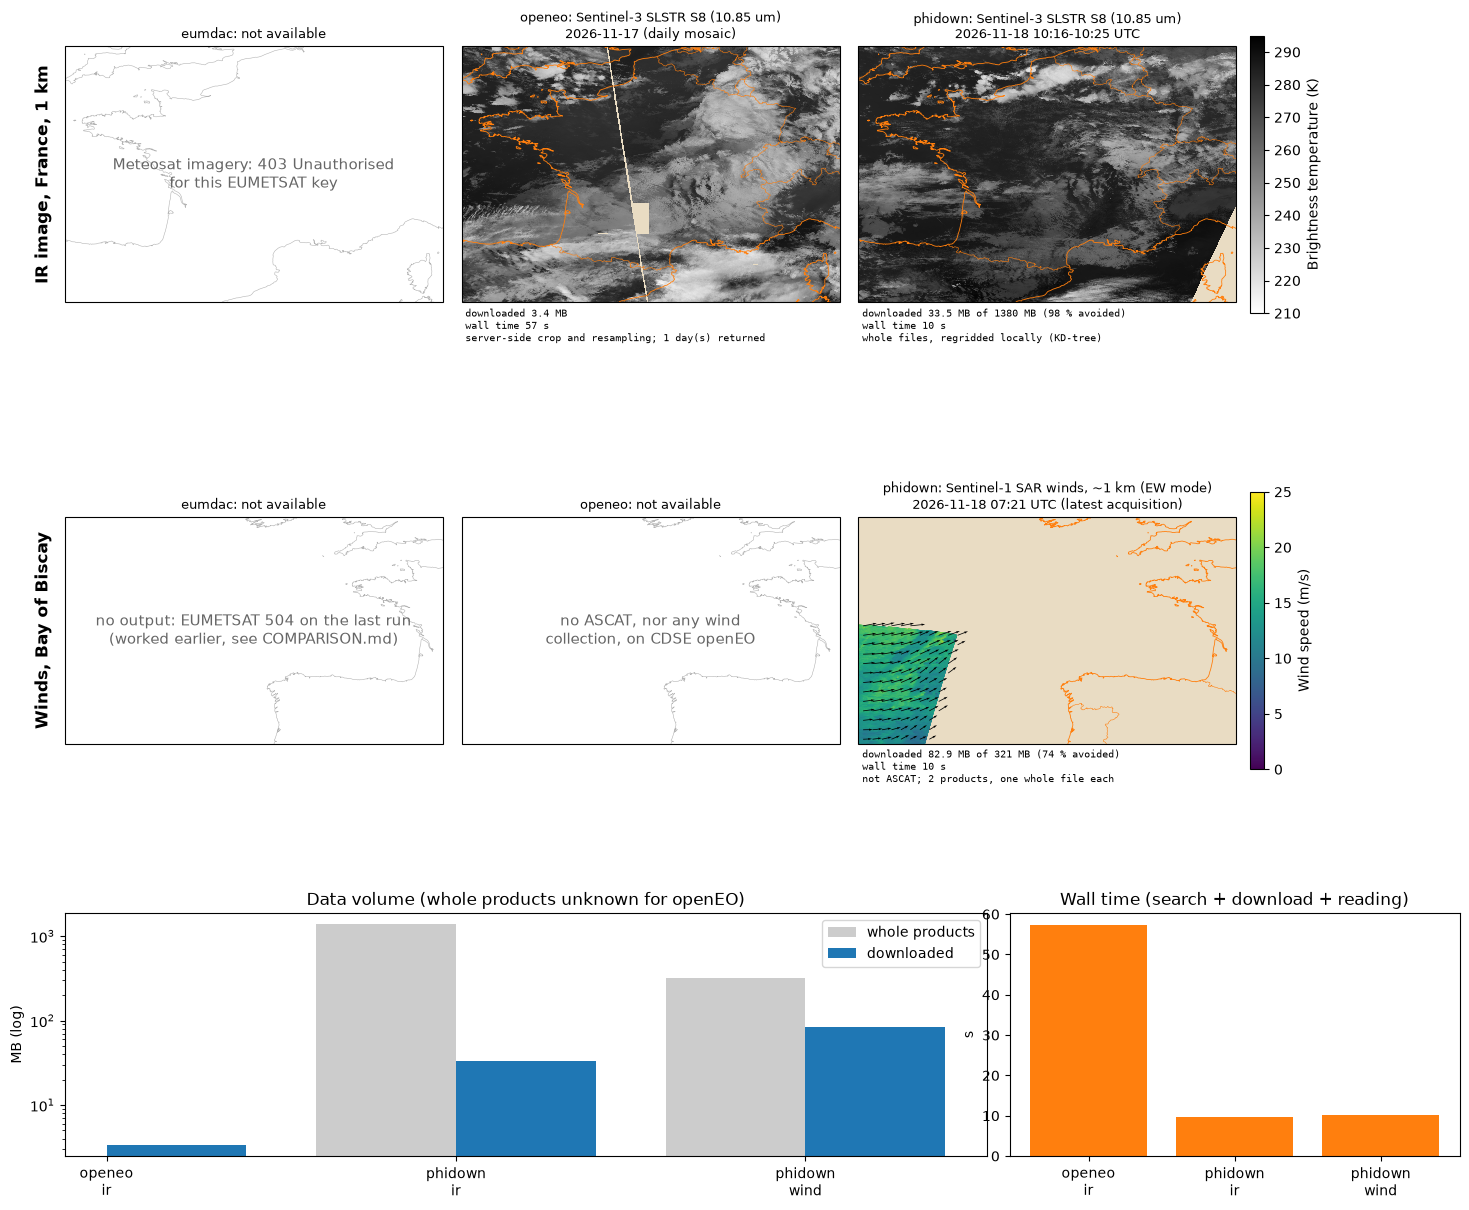 eumdac: not available
openeo: Sentinel-3 SLSTR S8 (10.85 um)
2026-11-17 (daily mosaic)
phidown: Sentinel-3 SLSTR S8 (10.85 um)
2026-11-18 10:16-10:25 UTC
IR image, France, 1 km
Meteosat imagery: 403 Unauthorised
for this EUMETSAT key
290
280
270
260
250
240
230
220
210
Brightness temperature (K)
downloaded 3.4 MB
wall time 57 s
server-side crop and resampling; 1 day(s) returned
downloaded 33.5 MB of 1380 MB (98 % avoided)
wall time 10 s
whole files, regridded locally (KD-tree)
eumdac: not available
openeo: not available
phidown: Sentinel-1 SAR winds, ~1 km (EW mode)
2026-11-18 07:21 UTC (latest acquisition)
Winds, Bay of Biscay
no output: EUMETSAT 504 on the last run
(worked earlier, see COMPARISON.md)
no ASCAT, nor any wind
collection, on CDSE openEO
25
20
15
10
5
0
Wind speed (m/s)
downloaded 82.9 MB of 321 MB (74 % avoided)
wall time 10 s
not ASCAT; 2 products, one whole file each
Data volume (whole products unknown for openEO)
MB (log)
10³
10²
10¹
whole products
downloaded
openeo
ir
phidown
ir
phidown
wind
Wall time (search + download + reading)
s
60
50
40
30
20
10
0
openeo
ir
phidown
ir
phidown
wind